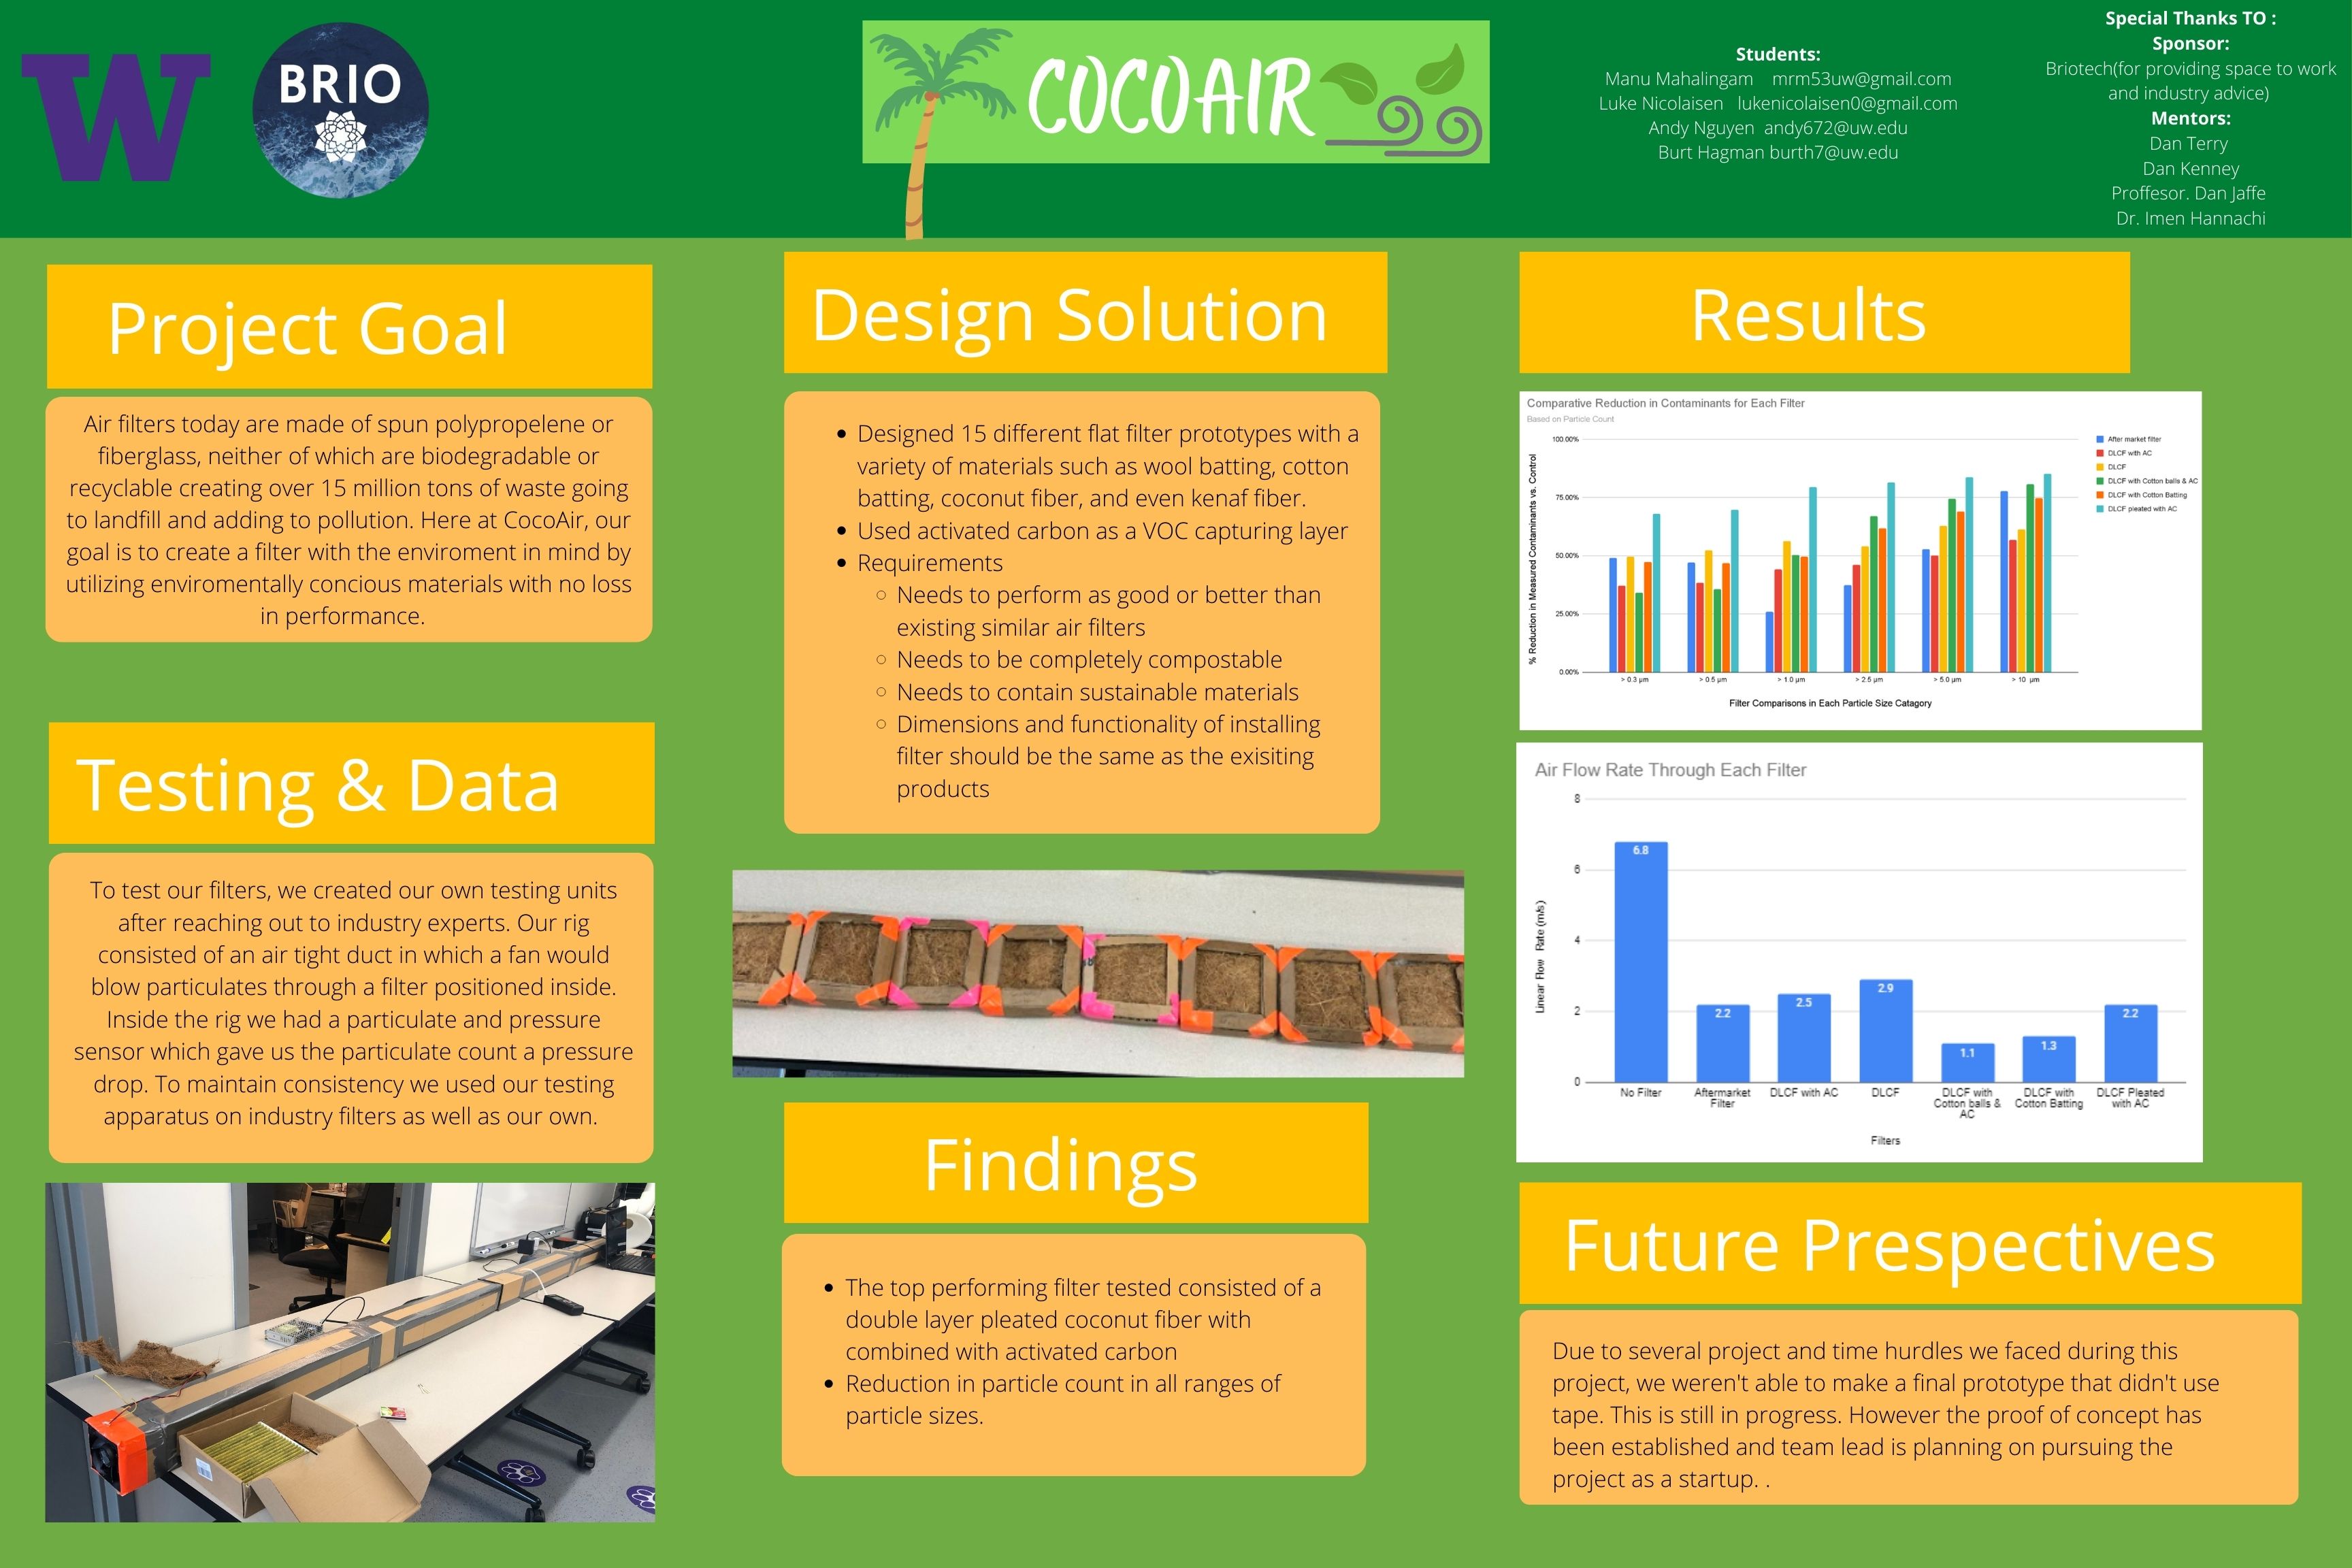 W
BRIO
COCOAIR
Students:
Manu Mahalingam mrm53uw@gmail.com
Luke Nicolaisen lukenicolaisen0@gmail.com
Andy Nguyen andy672@uw.edu
Burt Hagman burth7@uw.edu
Special Thanks TO :
Sponsor:
Briotech(for providing space to work
and industry advice)
Mentors:
Dan Terry
Dan Kenney
Proffesor. Dan Jaffe
Dr. Imen Hannachi
Project Goal
Air filters today are made of spun polypropelene or
fiberglass, neither of which are biodegradable or
recyclable creating over 15 million tons of waste going
to landfill and adding to pollution. Here at CocoAir, our
goal is to create a filter with the enviroment in mind by
utilizing enviromentally concious materials with no loss
in performance.
Testing & Data
To test our filters, we created our own testing units
after reaching out to industry experts. Our rig
consisted of an air tight duct in which a fan would
blow particulates through a filter positioned inside.
Inside the rig we had a particulate and pressure
sensor which gave us the particulate count a pressure
drop. To maintain consistency we used our testing
apparatus on industry filters as well as our own.
Design Solution
• Designed 15 different flat filter prototypes with a
variety of materials such as wool batting, cotton
batting, coconut fiber, and even kenaf fiber.
• Used activated carbon as a VOC capturing layer
• Requirements
○ Needs to perform as good or better than
existing similar air filters
○ Needs to be completely compostable
○ Needs to contain sustainable materials
○ Dimensions and functionality of installing
filter should be the same as the exisiting
products
Findings
• The top performing filter tested consisted of a
double layer pleated coconut fiber with
combined with activated carbon
• Reduction in particle count in all ranges of
particle sizes.
Results
Comparative Reduction in Contaminants for Each Filter
Based on Particle Count
% Reduction in Measured Contaminants vs. Control
100.00%
75.00%
50.00%
25.00%
0.00%
> 0.3 µm > 0.5 µm > 1.0 µm > 2.5 µm > 5.0 µm > 10 µm
Filter Comparisons in Each Particle Size Catagory
After market filter
DLCF with AC
DLCF
DLCF with Cotton balls & AC
DLCF with Cotton Batting
DLCF pleated with AC
Air Flow Rate Through Each Filter
Linear Flow Rate (m/s)
8
6
4
2
0
6.8
2.2
2.5
2.9
1.1
1.3
2.2
No Filter
Aftermarket
Filter
DLCF with AC
DLCF
DLCF with
Cotton balls &
AC
DLCF with
Cotton Batting
DLCF Pleated
with AC
Filters
Future Prespectives
Due to several project and time hurdles we faced during this
project, we weren't able to make a final prototype that didn't use
tape. This is still in progress. However the proof of concept has
been established and team lead is planning on pursuing the
project as a startup. .